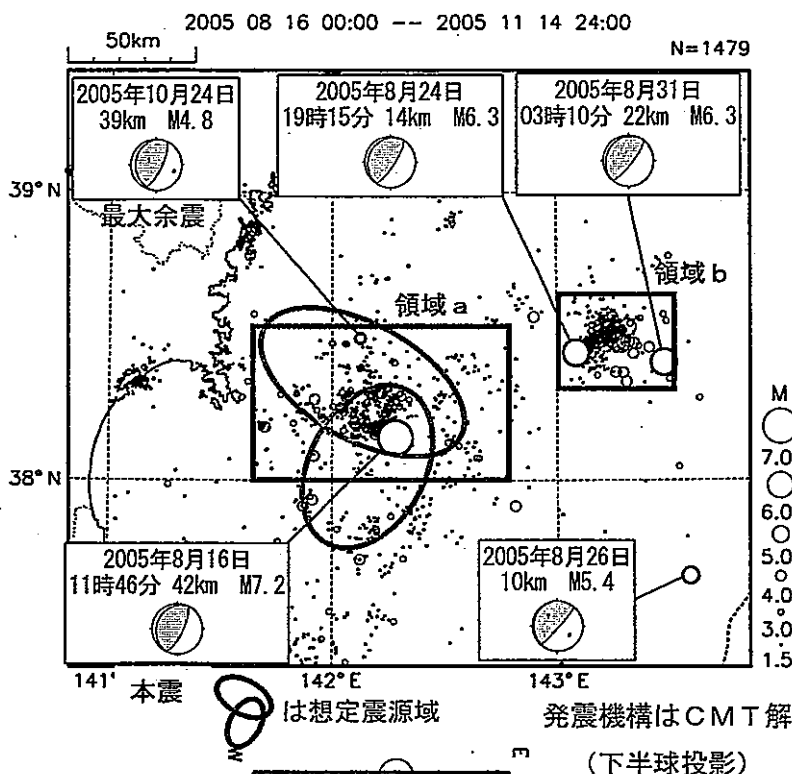 2005 08 16 00:00 -- 2005 11 14 24:00
50km
N=1479
2005年10月24日
39km M4.8
最大余震
2005年8月24日
19時15分 14km M6.3
2005年8月31日
03時10分 22km M6.3
39°N
領域a
領域b
38°N
2005年8月16日
11時46分 42km M7.2
本震
2005年8月26日
10km M5.4
M
7.0
6.0
5.0
4.0
3.0
1.5
141°
142°E
143°E
は想定震源域
発震機構はCMT解
(下半球投影)
W
E